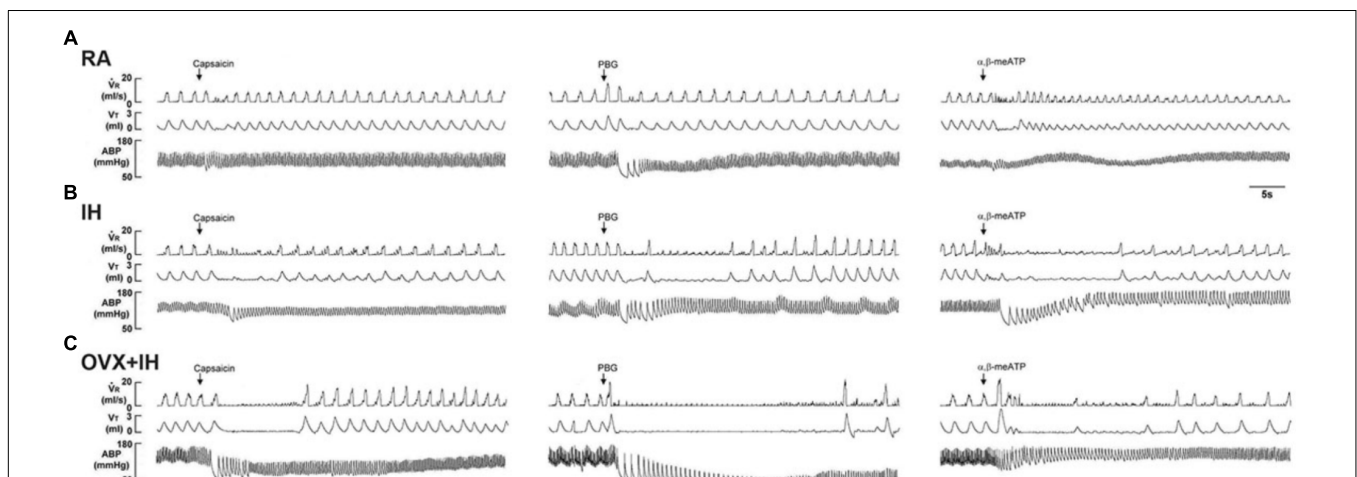 A
RA
Capsaicin
PBG
α,β-meATP
V̇R
(ml/s)
20
0
VT
(ml)
3
0
ABP
(mmHg)
180
50
5s
B
IH
Capsaicin
PBG
α,β-meATP
V̇R
(ml/s)
20
0
VT
(ml)
3
0
ABP
(mmHg)
180
50
C
OVX+IH
Capsaicin
PBG
α,β-meATP
V̇R
(ml/s)
20
0
VT
(ml)
3
0
ABP
(mmHg)
180